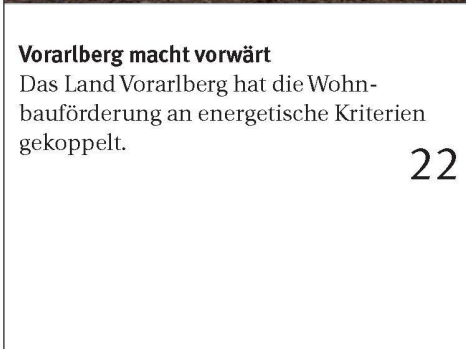 Vorarlberg macht vorwärt
Das Land Vorarlberg hat die Wohn-
bauförderung an energetische Kriterien
gekoppelt.
22